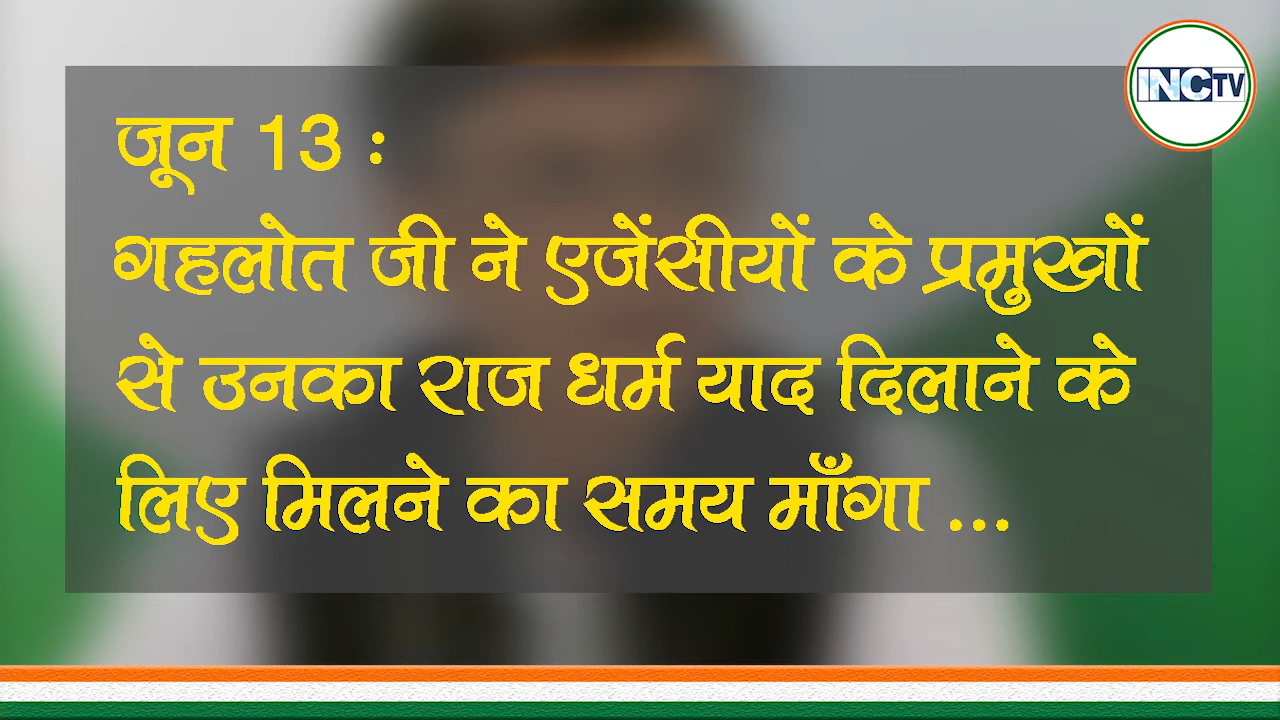 INCTV
जून 13 :
गहलोत जी ने एजेंसीयों के प्रमुखों
से उनका राज धर्म याद दिलाने के
लिए मिलने का समय माँगा ...